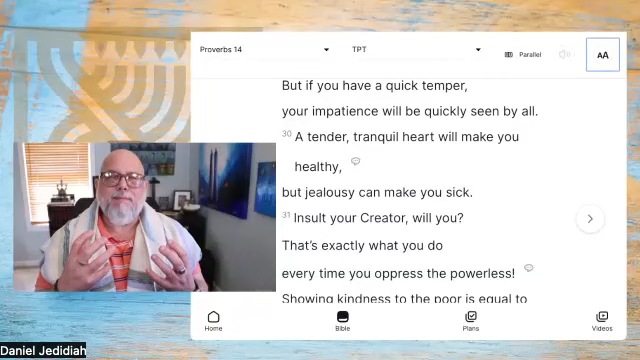 Proverbs 14
TPT
Parallel
AA
But if you have a quick temper,
your impatience will be quickly seen by all.
30 A tender, tranquil heart will make you
healthy,
but jealousy can make you sick.
31 Insult your Creator, will you?
That’s exactly what you do
every time you oppress the powerless!
Showing kindness to the poor is equal to
Home
Bible
Plans
Videos
Daniel Jedidiah